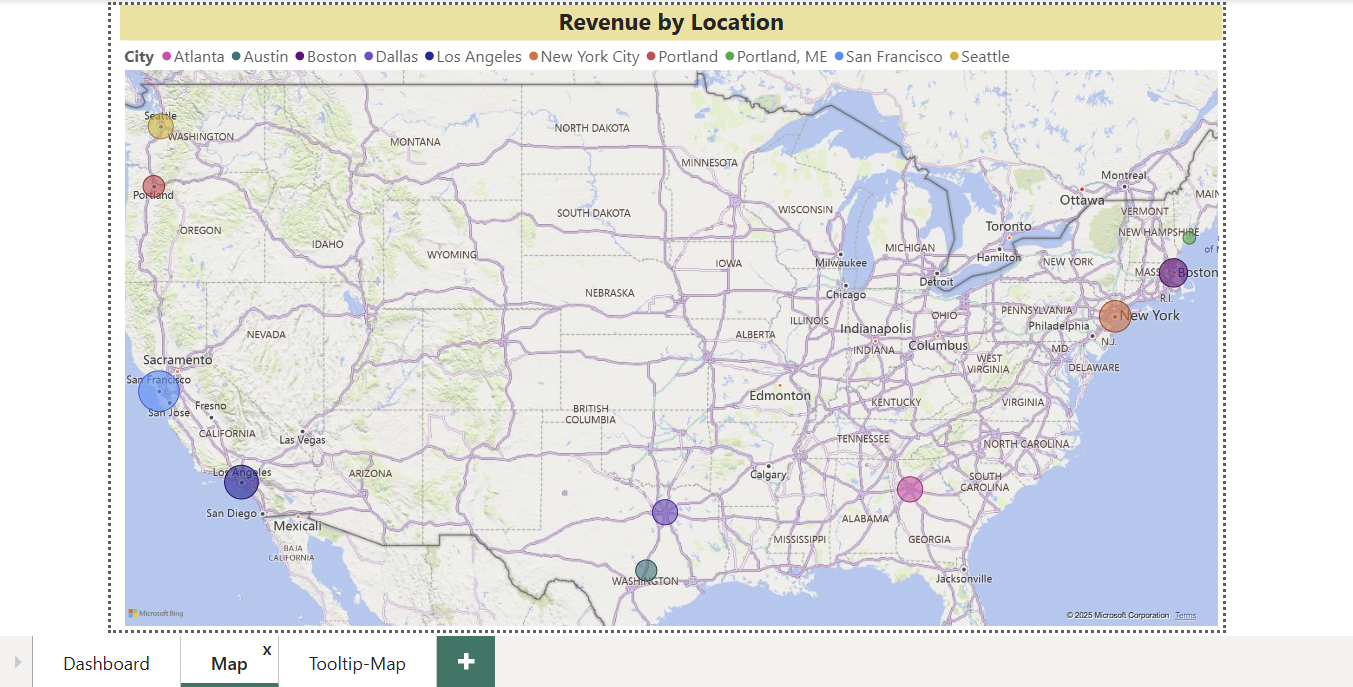 Revenue by Location
City Atlanta Austin Boston Dallas Los Angeles New York City Portland Portland, ME San Francisco Seattle
Seattle
WASHINGTON
NORTH DAKOTA
MONTANA
MINNESOTA
Montreal
Portland
Ottawa
MAIN
WISCONSIN
VERMONT
SOUTH DAKOTA
OREGON
Toronto
NEW HAMPSHIRE
IDAHO
MICHIGAN
of
WYOMING
Hamilton
NEW YORK
IOWA
Milwaukee
MASS
Boston
Detroit
NEBRASKA
Chicago
R.I.
PENNSYLVANIA
New York
OHIO
ILLINOIS
Philadelphia
NEVADA
ALBERTA
Indianapolis
Columbus
N.J.
INDIANA
MD.
Sacramento
WEST
VIRGINIA
DELAWARE
San Francisco
Edmonton
KENTUCKY
VIRGINIA
San Jose
Fresno
BRITISH
COLUMBIA
CALIFORNIA
Las Vegas
TENNESSEE
NORTH CAROLINA
Los Angeles
ARIZONA
Calgary
SOUTH
CAROLINA
San Diego
Mexicali
ALABAMA
MISSISSIPPI
GEORGIA
BAJA
CALIFORNIA
WASHINGTON
Jacksonville
Microsoft Bing
© 2025 Microsoft Corporation Terms
Dashboard
Map
x
Tooltip-Map
+